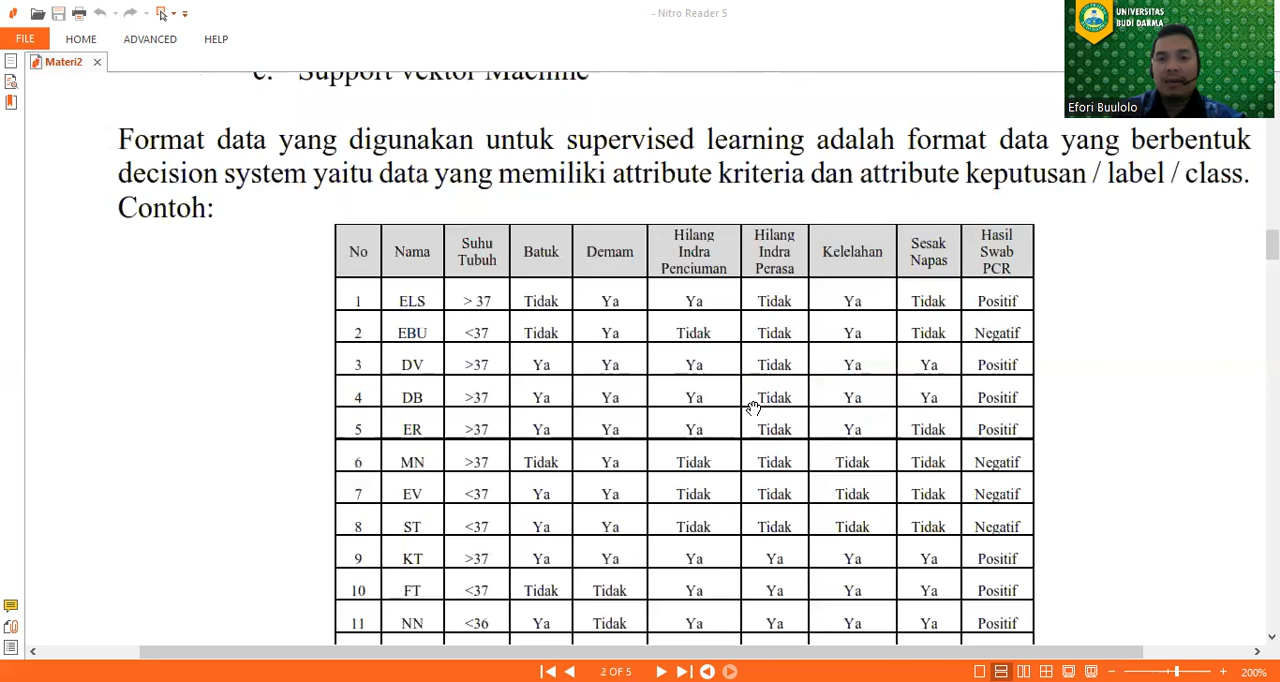 - Nitro Reader 5
FILE HOME ADVANCED HELP
Materi2
UNIVERSITAS
BUDI DARMA
Efori Buulolo
c. Support Vektor Machine
Format data yang digunakan untuk supervised learning adalah format data yang berbentuk
decision system yaitu data yang memiliki attribute kriteria dan attribute keputusan / label / class.
Contoh:
No Nama Suhu Tubuh Batuk Demam Hilang Indra Penciuman Hilang Indra Perasa Kelelahan Sesak Napas Hasil Swab PCR
1 ELS > 37 Tidak Ya Ya Tidak Ya Tidak Positif
2 EBU <37 Tidak Ya Tidak Tidak Ya Tidak Negatif
3 DV >37 Ya Ya Ya Tidak Ya Ya Positif
4 DB >37 Ya Ya Ya Tidak Ya Ya Positif
5 ER >37 Ya Ya Ya Tidak Ya Tidak Positif
6 MN >37 Tidak Ya Tidak Tidak Tidak Tidak Negatif
7 EV <37 Ya Ya Tidak Tidak Tidak Tidak Negatif
8 ST <37 Ya Ya Tidak Tidak Tidak Tidak Negatif
9 KT >37 Ya Ya Ya Ya Ya Ya Positif
10 FT <37 Tidak Tidak Ya Ya Ya Ya Positif
11 NN <36 Ya Tidak Ya Ya Ya Ya Positif
2 OF 5
200%